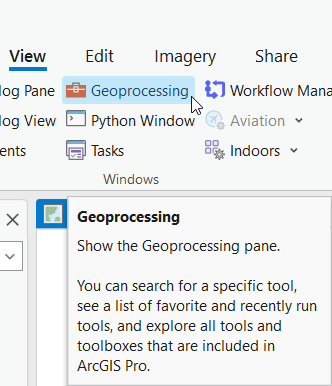 View Edit Imagery Share
log Pane Geoprocessing Workflow Mana
log View Python Window Aviation
ents Tasks Indoors
Windows
Geoprocessing
Show the Geoprocessing pane.
You can search for a specific tool,
see a list of favorite and recently run
tools, and explore all tools and
toolboxes that are included in
ArcGIS Pro.